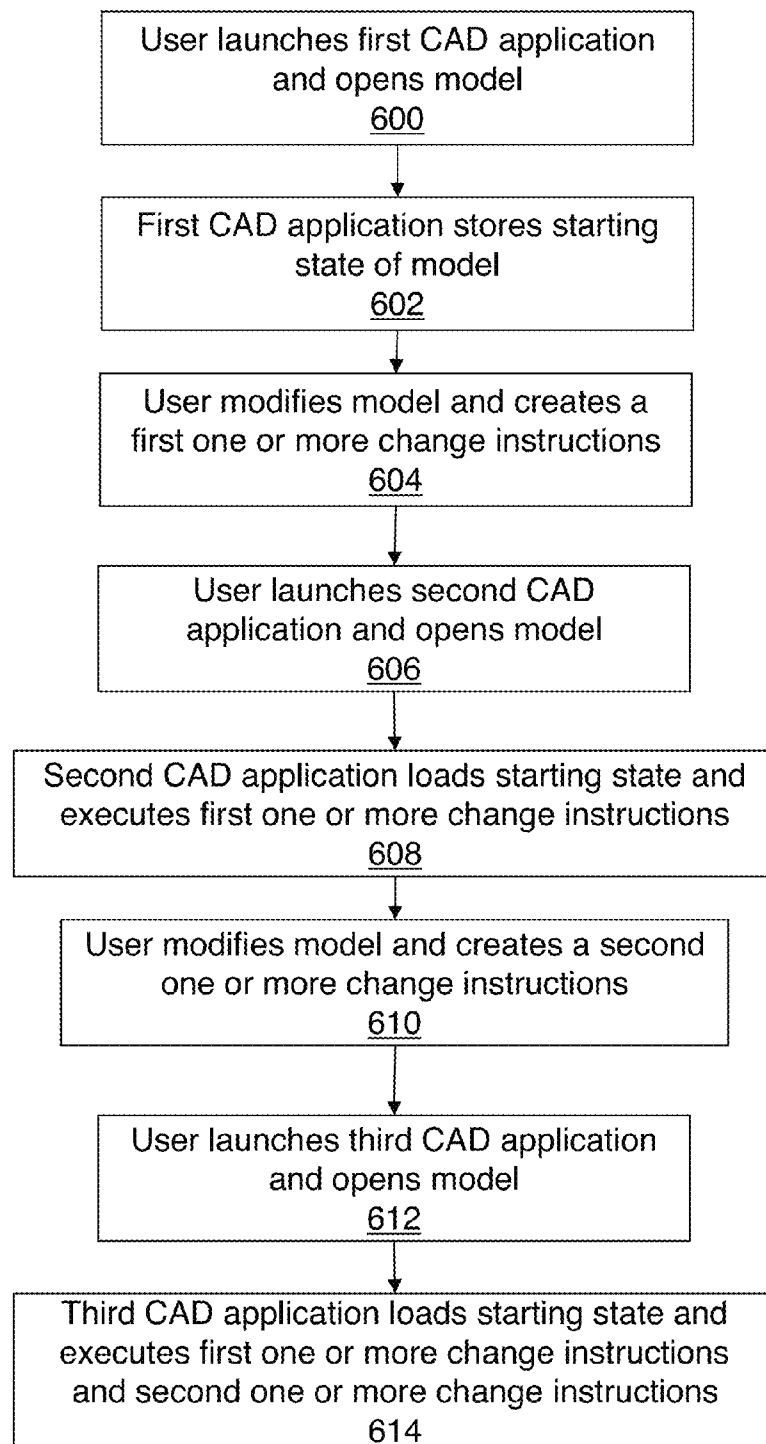 User launches first CAD application
and opens model
600
First CAD application stores starting
state of model
602
User modifies model and creates a
first one or more change instructions
604
User launches second CAD
application and opens model
606
Second CAD application loads starting state and
executes first one or more change instructions
608
User modifies model and creates a second
one or more change instructions
610
User launches third CAD application
and opens model
612
Third CAD application loads starting state and
executes first one or more change instructions
and second one or more change instructions
614